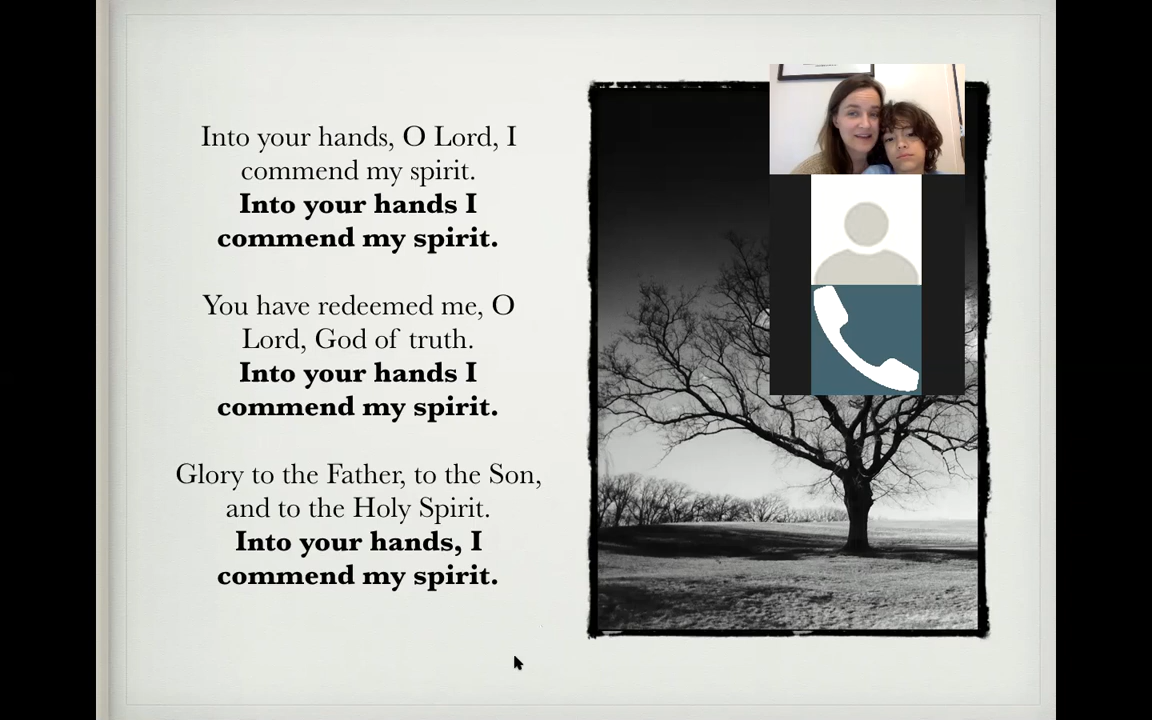 Into your hands, O Lord, I
commend my spirit.
Into your hands I
commend my spirit.
You have redeemed me, O
Lord, God of truth.
Into your hands I
commend my spirit.
Glory to the Father, to the Son,
and to the Holy Spirit.
Into your hands, I
commend my spirit.